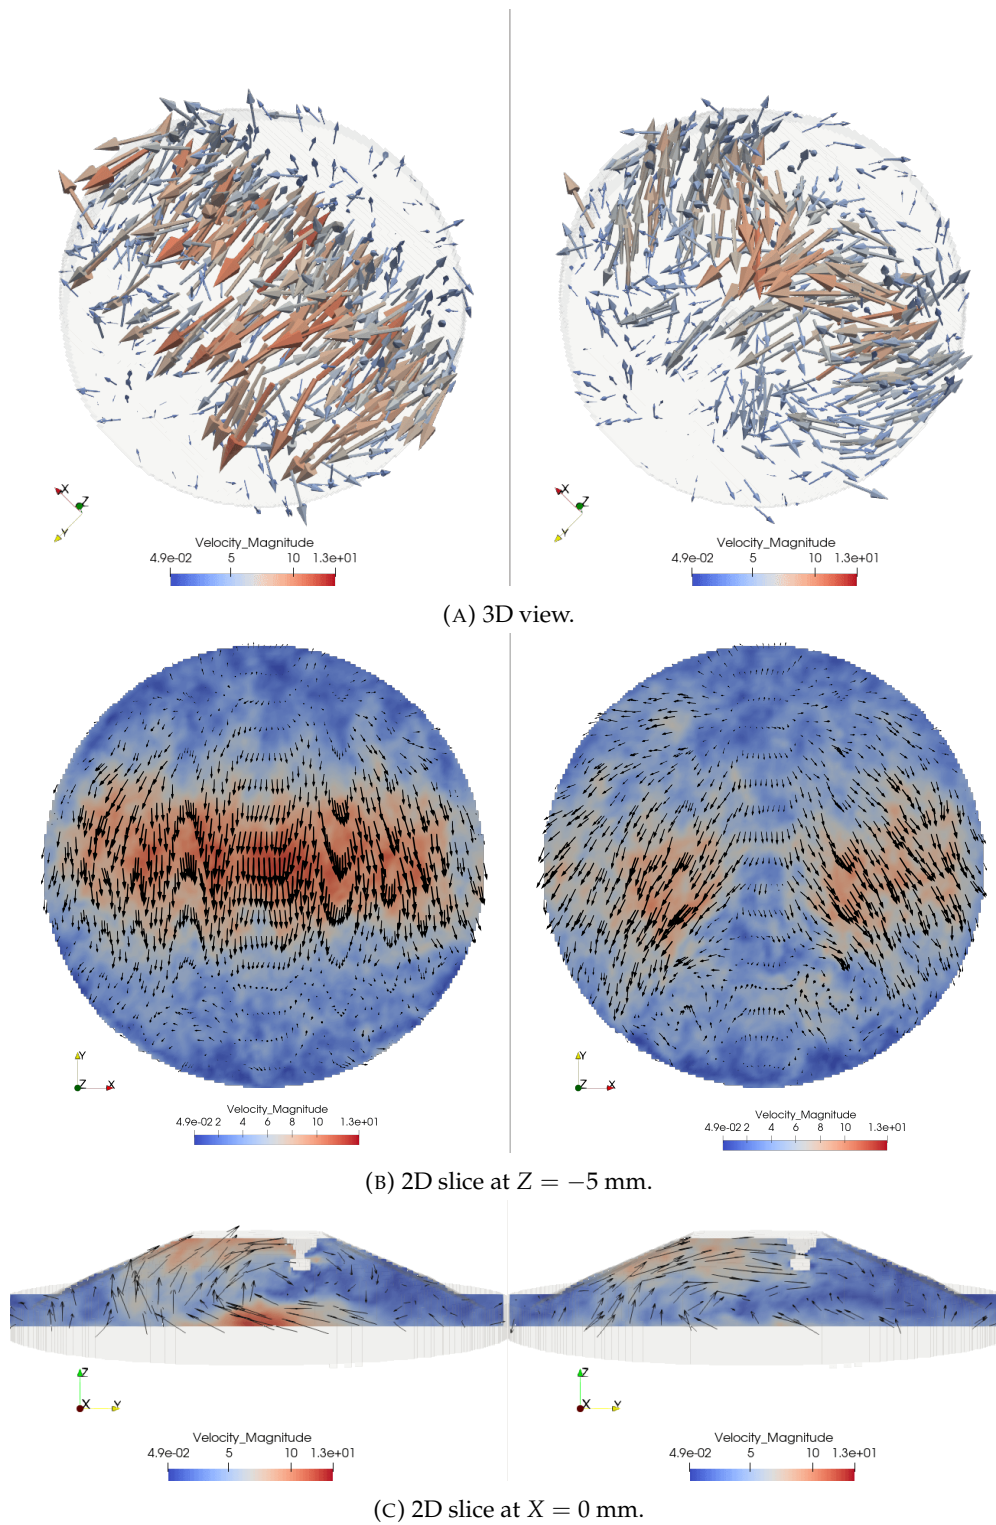 X
Z
Y
Velocity_Magnitude
4.9e-02 5 10 1.3e+01
X
Z
Y
Velocity_Magnitude
4.9e-02 5 10 1.3e+01
(A) 3D view.
Y
Z
X
Velocity_Magnitude
4.9e-02 2 4 6 8 10 1.3e+01
Y
Z
X
Velocity_Magnitude
4.9e-02 2 4 6 8 10 1.3e+01
(B) 2D slice at Z = −5 mm.
Z
X
Y
Velocity_Magnitude
4.9e-02 5 10 1.3e+01
Z
X
Y
Velocity_Magnitude
4.9e-02 5 10 1.3e+01
(C) 2D slice at X = 0 mm.